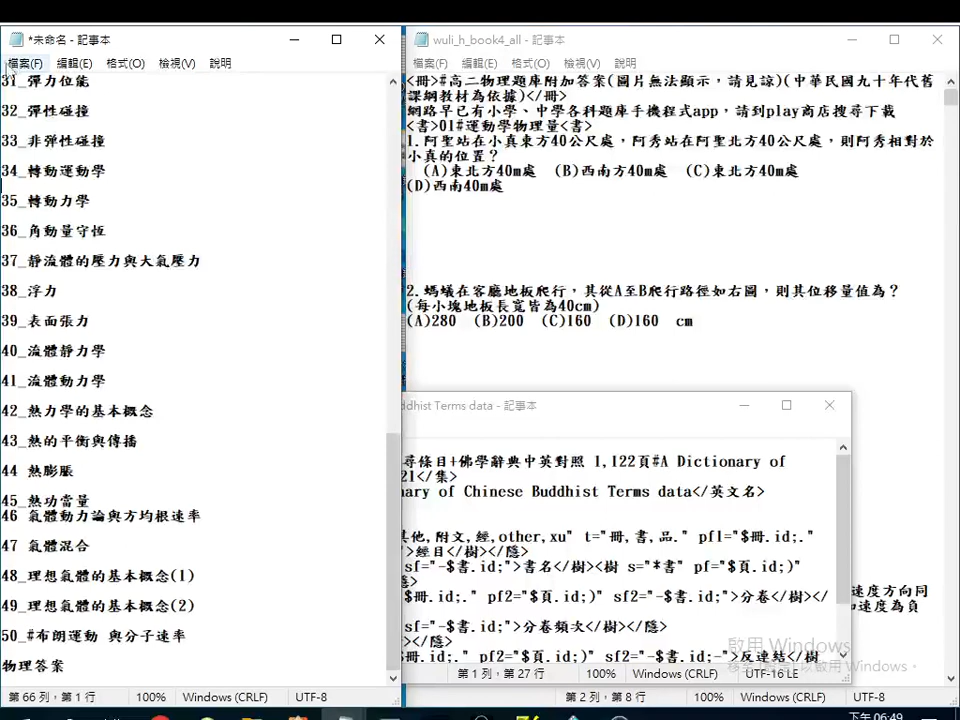 *未命名 - 記事本
檔案(F) 編輯(E) 格式(O) 檢視(V) 說明
31_彈力位能
32_彈性碰撞
33_非彈性碰撞
34_轉動運動學
35_轉動力學
36_角動量守恆
37_靜流體的壓力與大氣壓力
38_浮力
39_表面張力
40_流體靜力學
41_流體動力學
42_熱力學的基本概念
43_熱的平衡與傳播
44 熱膨脹
45_熱功當量
46 氣體動力論與方均根速率
47 氣體混合
48_理想氣體的基本概念(1)
49_理想氣體的基本概念(2)
50_#布朗運動 與分子速率
物理答案
第 66 列，第 1 行 100% Windows (CRLF) UTF-8
wuli_h_book4_all - 記事本
檔案(F) 編輯(E) 格式(O) 檢視(V) 說明
<冊>#高二物理題庫附加答案(圖片無法顯示，請見諒)(中華民國九十年代舊
課綱教材為依據)</冊>
網路早已有小學、中學各科題庫手機程式app，請到play商店搜尋下載
<書>01#運動學物理量<書>
1.阿聖站在小真東方40公尺處，阿秀站在阿聖北方40公尺處，則阿秀相對於
小真的位置？
(A)東北方40m處 (B)西南方40m處 (C)東北方40m處
(D)西南40m處
2.螞蟻在客廳地板爬行，其從A至B爬行路徑如右圖，則其位移量值為？
(每小塊地板長寬皆為40cm)
(A)280 (B)200 (C)160 (D)160 cm
速度方向同
速度為負
第 2 列，第 8 行 100% Windows (CRLF) UTF-8
ddhist Terms data - 記事本
尋條目+佛學辭典中英對照 1,122頁#A Dictionary of
21</集>
nary of Chinese Buddhist Terms data</英文名>
其他,附文,經,other,xu" t="冊,書,品." pf1="$冊.id;."
">經目</樹></隱>
sf="-$書.id;">書名</樹><樹 s="*書" pf="$頁.id;)"
隱>
$冊.id;." pf2="$頁.id;)" sf2="-$書.id;">分卷</樹></
sf="-$書.id;">分卷頻次</樹></隱>
</隱>
$冊.id;." pf2="$頁.id;)" sf2="-$書.id;-">反連結</樹
第 1 列，第 27 行 100% Windows (CRLF) UTF-16 LE
啟用 Windows
以啟用 Windows。
下午 06:49